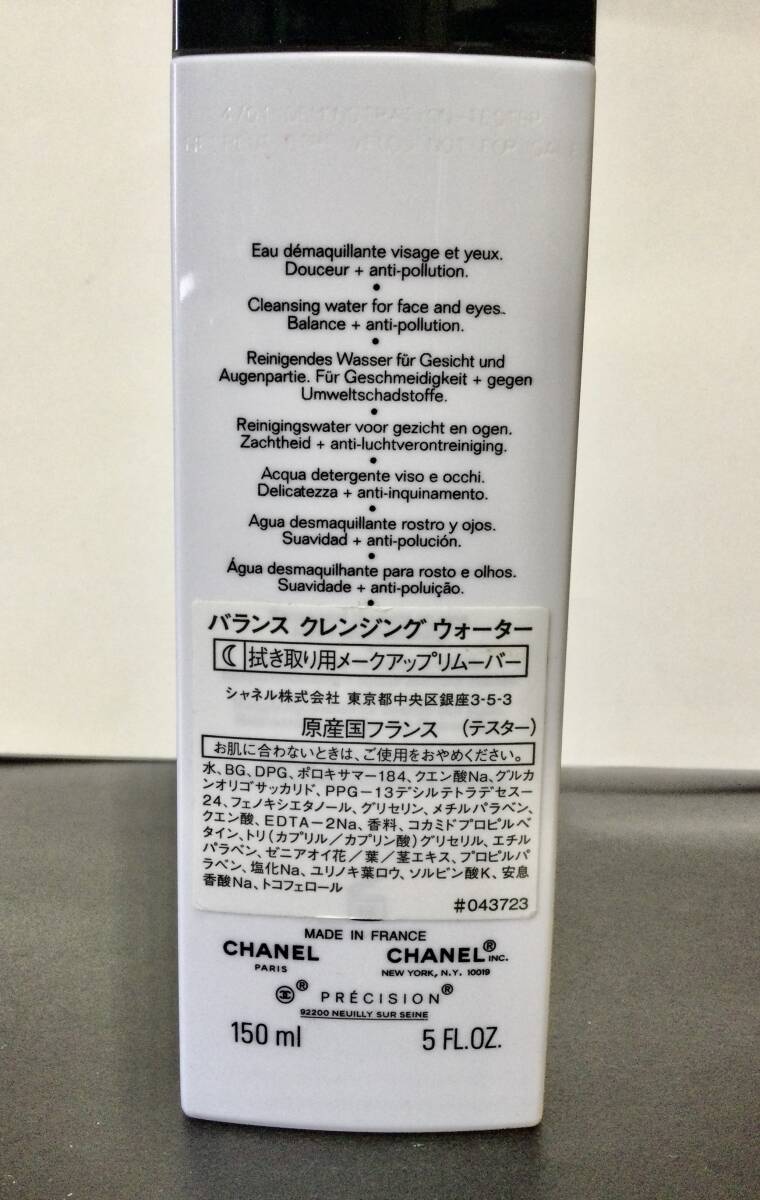 Eau démaquillante visage et yeux.
Douceur + anti-pollution.
•
Cleansing water for face and eyes.
Balance + anti-pollution.
•
Reinigendes Wasser für Gesicht und
Augenpartie. Für Geschmeidigkeit + gegen
Umweltschadstoffe.
•
Reinigingswater voor gezicht en ogen.
Zachtheid + anti-luchtverontreiniging.
•
Acqua detergente viso e occhi.
Delicatezza + anti-inquinamento.
•
Agua desmaquillante rostro y ojos.
Suavidad + anti-polución.
•
Água desmaquilhante para rosto e olhos.
Suavidade + anti-poluição.
•
バランス クレンジング ウォーター
拭き取り用メークアップリムーバー
シャネル株式会社 東京都中央区銀座3-5-3
原産国フランス (テスター)
お肌に合わないときは、ご使用をおやめください。
水、BG、DPG、ポロキサマー184、クエン酸Na、グルカ
ンオリゴサッカリド、PPG-13デシルテトラデセス-
24、フェノキシエタノール、グリセリン、メチルパラベン、
クエン酸、EDTA-2Na、香料、コカミドプロピルベ
タイン、トリ(カプリル/カプリン酸)グリセリル、エチル
パラベン、ゼニアオイ花/葉/茎エキス、プロピルパ
ラベン、塩化Na、ユリノキ葉ロウ、ソルビン酸K、安息
香酸Na、トコフェロール
#043723
MADE IN FRANCE
CHANEL CHANEL® INC.
PARIS NEW YORK, N.Y. 10019
® PRÉCISION®
92200 NEUILLY SUR SEINE
150 ml 5 FL.OZ.